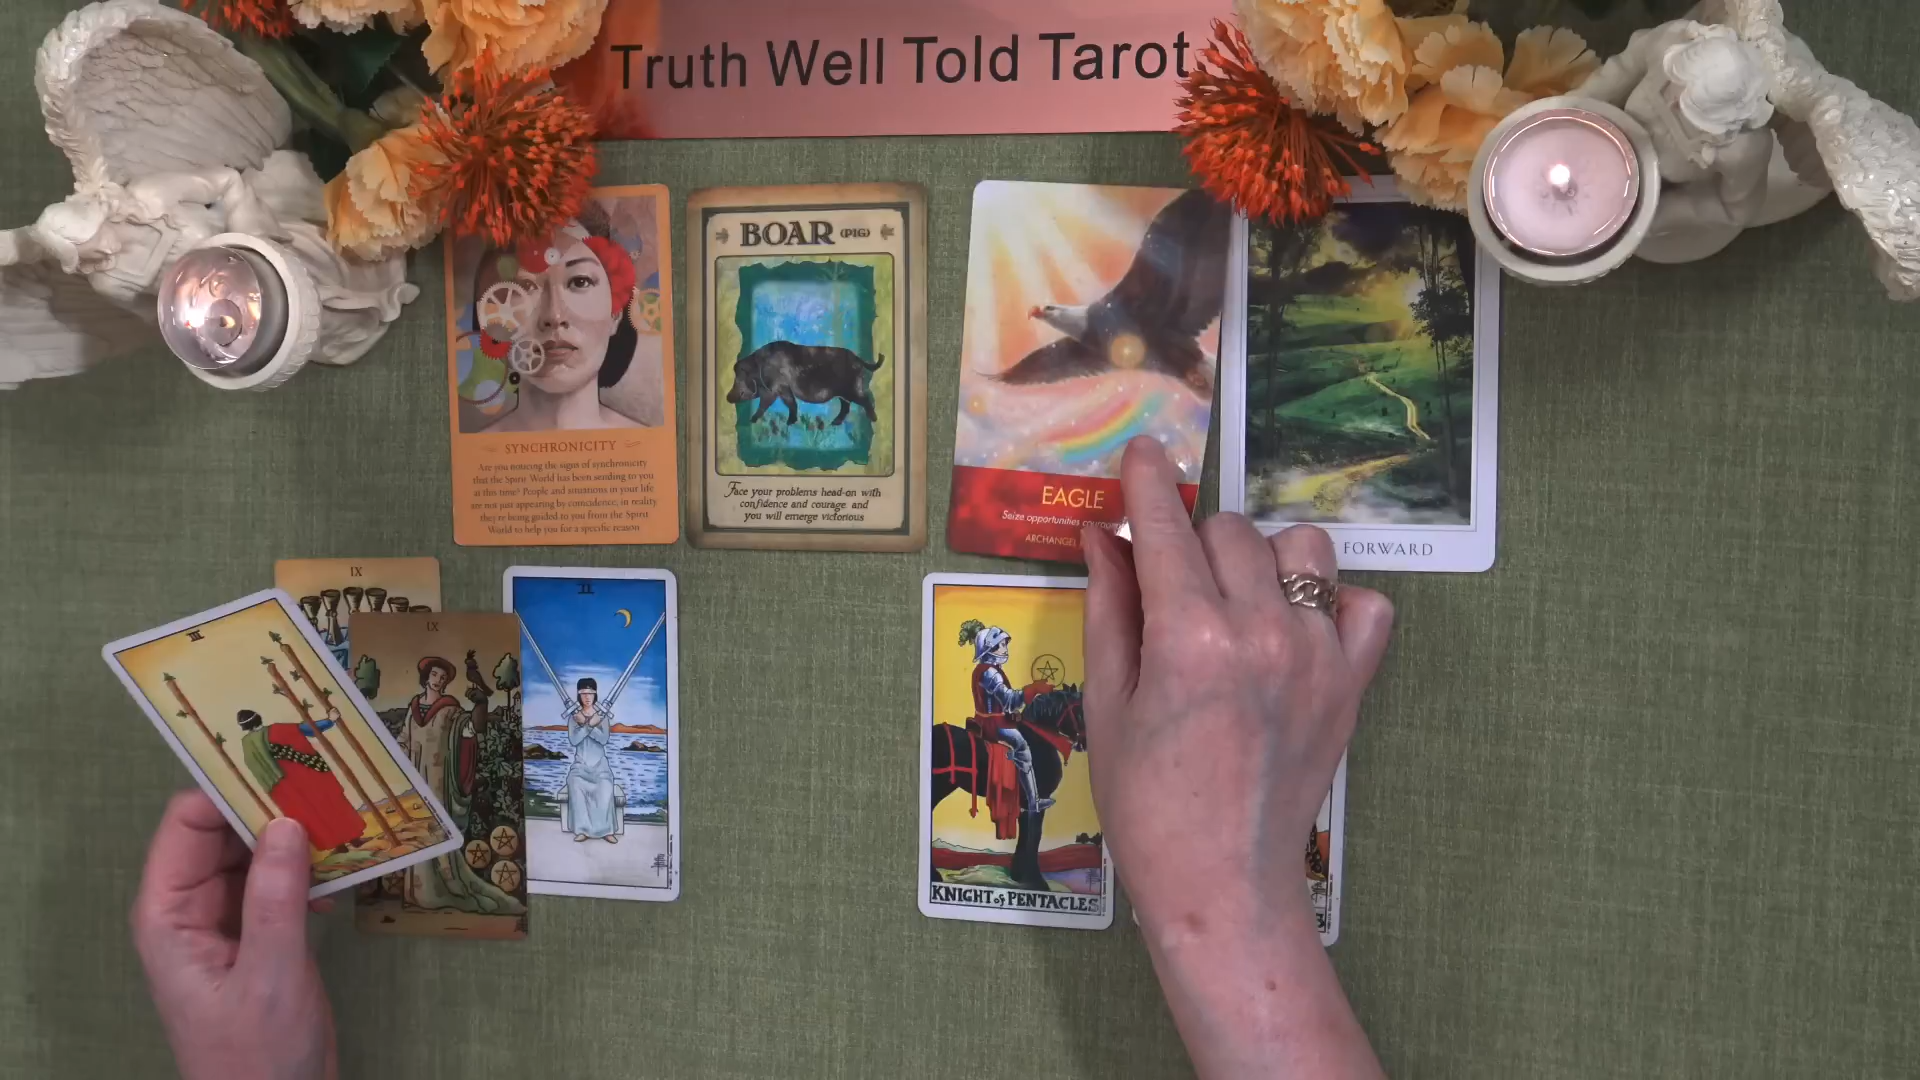 Truth Well Told Tarot
SYNCHRONICITY
Are you noticing the signs of synchronicity
that the Spirit World has been sending to you
at this time? People and situations in your life
are not just appearing by coincidence, in reality
they're being guided to you from the Spirit
World to help you for a specific reason
BOAR (PIG)
Face your problems head-on with
confidence and courage and
you will emerge victorious
EAGLE
Seize opportunities
ARCHANGEL
FORWARD
IX
III
IX
II
KNIGHT of PENTACLES